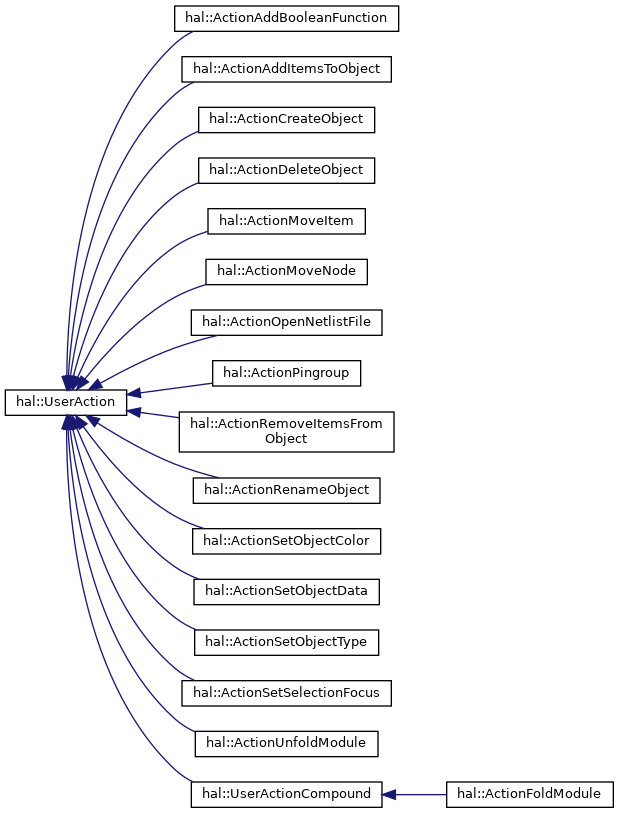 hal::ActionAddBooleanFunction
hal::ActionAddItemsToObject
hal::ActionCreateObject
hal::ActionDeleteObject
hal::ActionMoveItem
hal::ActionMoveNode
hal::ActionOpenNetlistFile
hal::ActionPingroup
hal::UserAction
hal::ActionRemoveItemsFrom
Object
hal::ActionRenameObject
hal::ActionSetObjectColor
hal::ActionSetObjectData
hal::ActionSetObjectType
hal::ActionSetSelectionFocus
hal::ActionUnfoldModule
hal::UserActionCompound
hal::ActionFoldModule